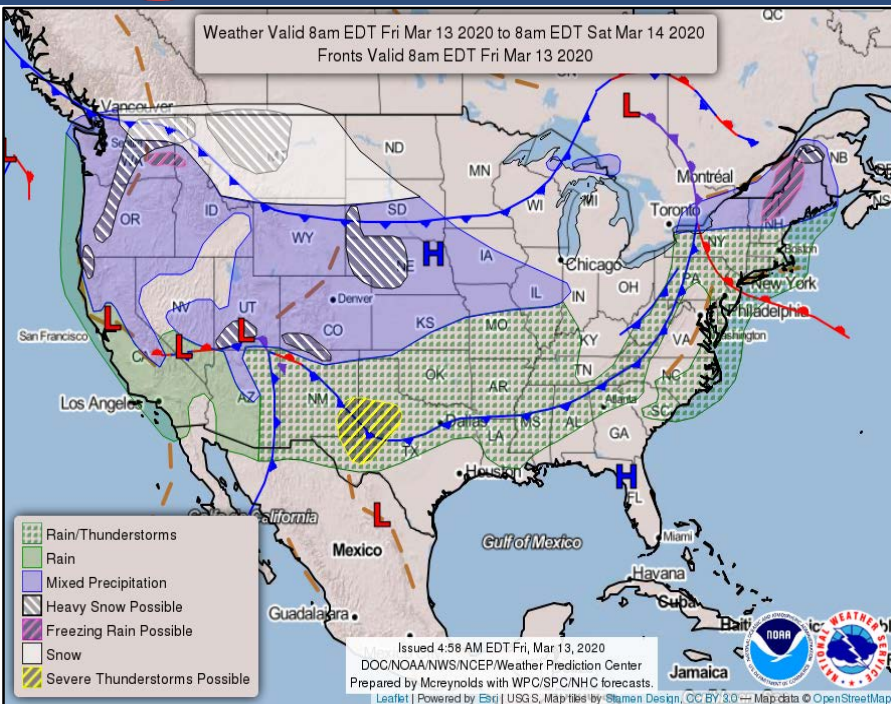 Weather Valid 8am EDT Fri Mar 13 2020 to 8am EDT Sat Mar 14 2020
Fronts Valid 8am EDT Fri Mar 13 2020
QC
Vancouver
WA
ND
MN
Montréal
NB
NS
OR
ID
SD
WI
MI
Toronto
NH
Boston
WY
NY
H
NE
IA
Chicago
PA
New York
Philadelphia
Washington
NV
UT
Denver
IL
IN
OH
San Francisco
L
L
L
L
CO
KS
MO
KY
VA
CA
TN
NC
Los Angeles
AZ
NM
OK
AR
Atlanta
SC
Dallas
MS
AL
GA
TX
LA
Houston
H
FL
California
L
Mexico
Gulf of Mexico
Miami
Havana
Cuba
Guadalajara
Jamaica
Rain/Thunderstorms
Rain
Mixed Precipitation
Heavy Snow Possible
Freezing Rain Possible
Snow
Severe Thunderstorms Possible
Issued 4:58 AM EDT Fri, Mar 13, 2020
DOC/NOAA/NWS/NCEP/Weather Prediction Center
Prepared by Mcreynolds with WPC/SPC/NHC forecasts.
NOAA
NATIONAL WEATHER SERVICE
Leaflet | Powered by Esri | USGS, Map tiles by Stamen Design, CC BY 3.0 — Map data © OpenStreetMap